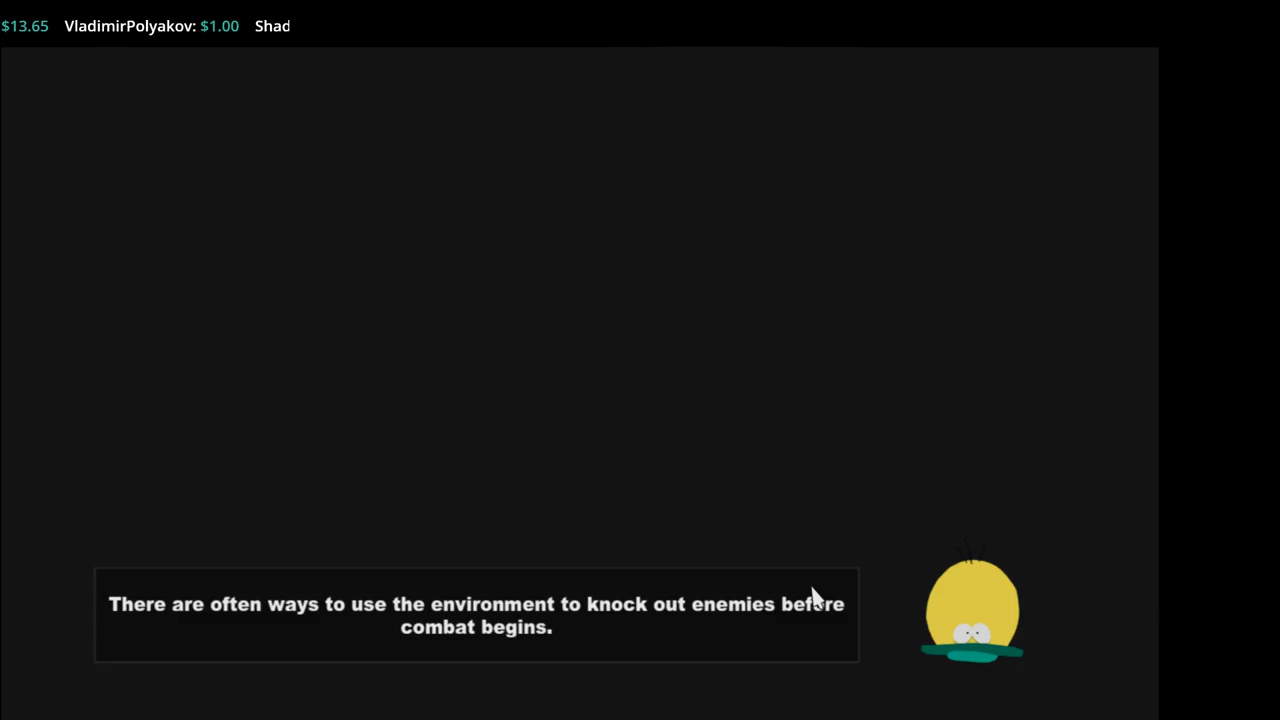 $13.65 VladimirPolyakov: $1.00 Shad
There are often ways to use the environment to knock out enemies before
combat begins.